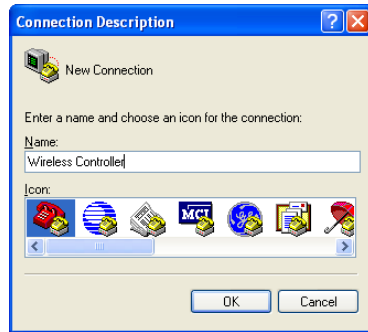 Connection Description
New Connection
Enter a name and choose an icon for the connection:
Name:
Wireless Controller
Icon:
MCI
OK
Cancel